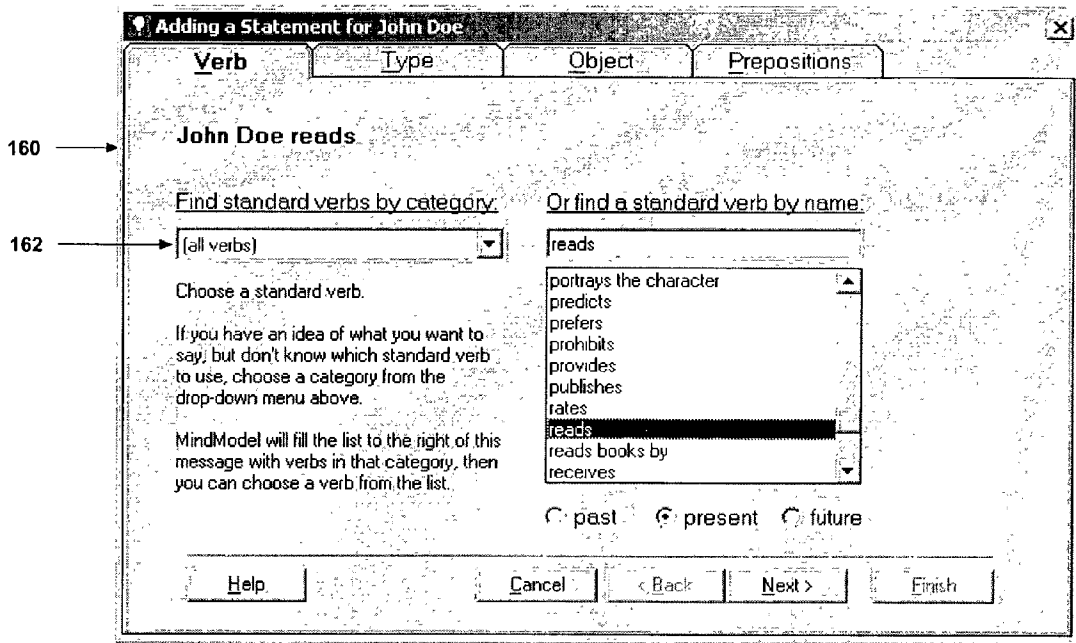 Adding a Statement for John Doe
Verb
Type
Object
Prepositions
160
John Doe reads
Find standard verbs by category:
Or find a standard verb by name:
162
(all verbs)
reads
Choose a standard verb.
If you have an idea of what you want to
say, but don't know which standard verb
to use, choose a category from the
drop-down menu above.
MindModel will fill the list to the right of this
message with verbs in that category, then
you can choose a verb from the list.
portrays the character
predicts
prefers
prohibits
provides
publishes
rates
reads
reads books by
receives
past
present
future
Help
Cancel
< Back
Next >
Finish